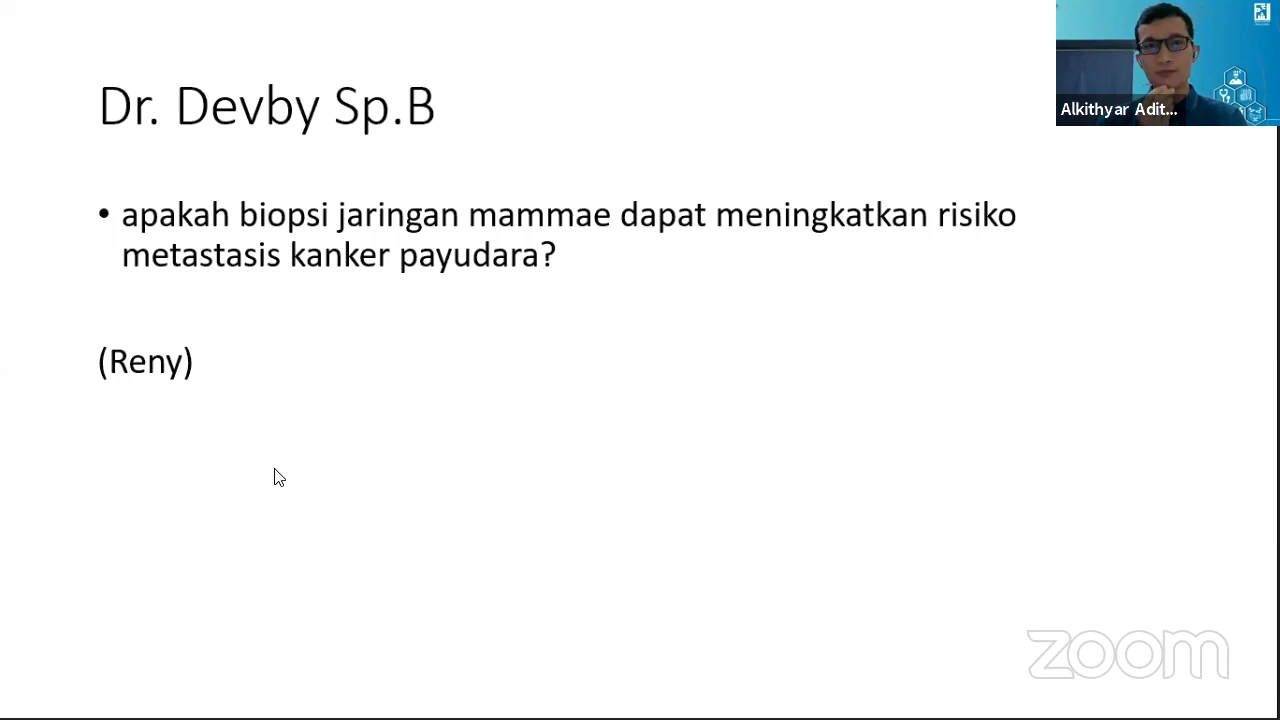 Dr. Devby Sp.B
• apakah biopsi jaringan mammae dapat meningkatkan risiko
metastasis kanker payudara?
(Reny)
Alkithyar Adit...
zoom